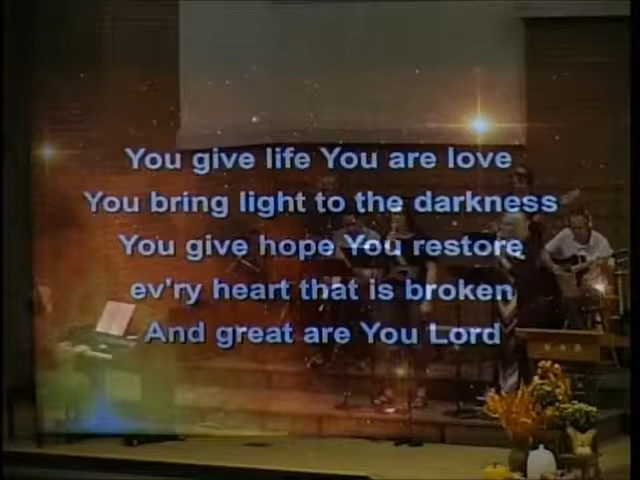 You give life You are love
You bring light to the darkness
You give hope You restore
ev'ry heart that is broken
And great are You Lord